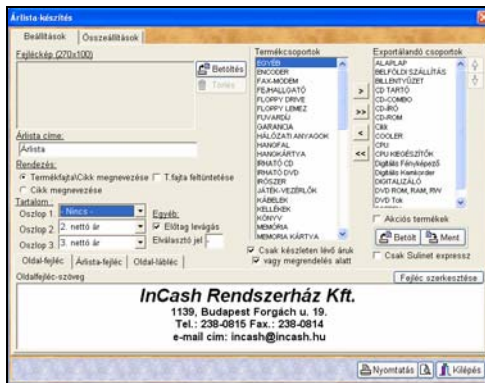 Árlista-készítés
Beállítások Összeállítások
Fejléckép (270x100)
Betöltés
Törlés
Árlista címe:
Árlista
Rendezés:
Termékfajta\Cikk megnevezése T.fajta feltüntetése
Cikk megnevezése
Tartalom:
Oszlop 1. - Nincs -
Oszlop 2. 2. nettó ár
Oszlop 3. 3. nettó ár
Egyéb:
Előtag levágás
Elválasztó jel -
Termékcsoportok
EGYÉB
ENCODER
FAX-MODEM
FEJHALLGATÓ
FLOPPY DRIVE
FLOPPY LEMEZ
FUVARDÍJ
GARANCIA
HÁLÓZATI ANYAGOK
HANGFAL
HANGKÁRTYA
ÍRHATÓ CD
ÍRHATÓ DVD
ÍRÓSZER
JÁTÉK-VEZÉRLŐK
KÁBELEK
KELLÉKEK
KÖNYV
MEMÓRIA
MEMÓRIA KÁRTYA
Csak készleten lévő áruk
vagy megrendelés alatt
>
>>
<
<<
Exportálandó csoportok
ALAPLAP
BELFÖLDI SZÁLLÍTÁS
BILLENTYŰZET
CD TARTÓ
CD-COMBO
CD-ÍRÓ
CD-ROM
Cikk
COOLER
CPU
CPU KIEGÉSZÍTŐK
Digitális Fényképező
Digitális Kamkorder
DIGITALIZÁLÓ
DVD ROM, RAM, RW
DVD Tok
Akciós termékek
Betölt Ment
Csak Sulinet expressz
Oldal-fejléc Árlista-fejléc Oldal-lábléc
Oldalfejléc-szöveg
Fejléc szerkesztése
InCash Rendszerház Kft.
1139, Budapest Forgách u. 19.
Tel.: 238-0815 Fax.: 238-0814
e-mail cím: incash@incash.hu
Nyomtatás Kilépés